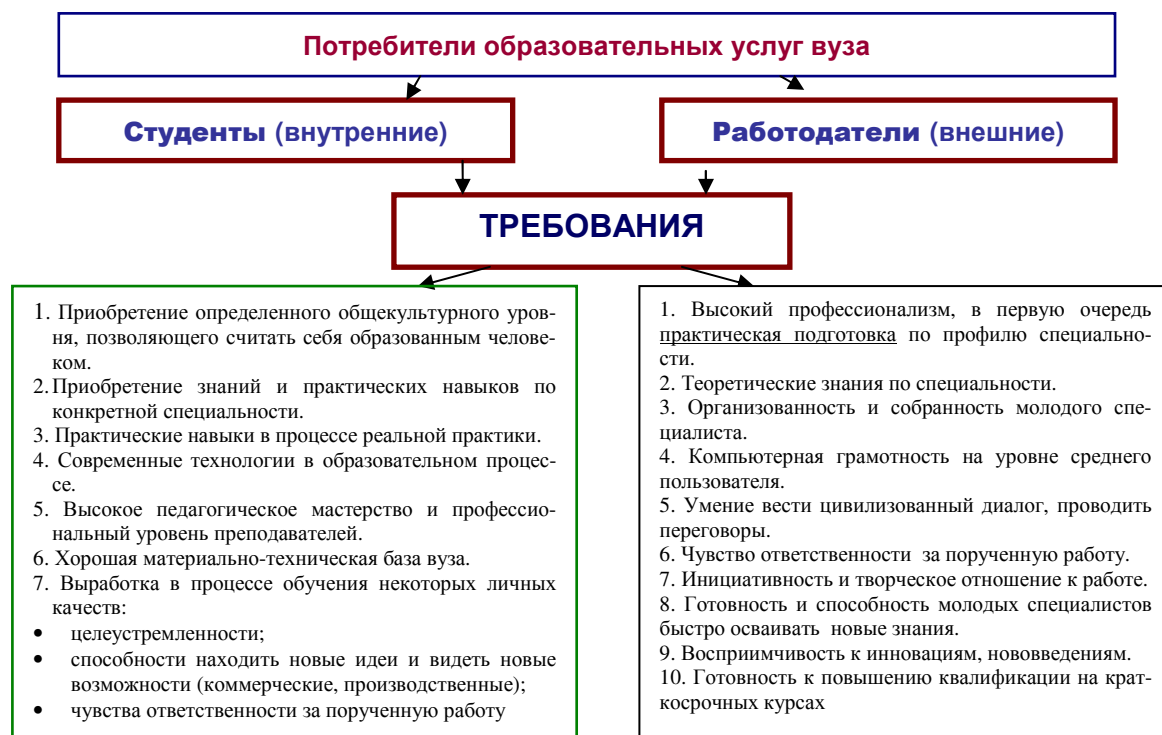 Потребители образовательных услуг вуза
Студенты (внутренние)
Работодатели (внешние)
ТРЕБОВАНИЯ
1. Приобретение определенного общекультурного уров-
ня, позволяющего считать себя образованным челове-
ком.
2. Приобретение знаний и практических навыков по
конкретной специальности.
3. Практические навыки в процессе реальной практики.
4. Современные технологии в образовательном процес-
се.
5. Высокое педагогическое мастерство и профессио-
нальный уровень преподавателей.
6. Хорошая материально-техническая база вуза.
7. Выработка в процессе обучения некоторых личных
качеств:
• целеустремленности;
• способности находить новые идеи и видеть новые
возможности (коммерческие, производственные);
• чувства ответственности за порученную работу
1. Высокий профессионализм, в первую очередь
практическая подготовка по профилю специально-
сти.
2. Теоретические знания по специальности.
3. Организованность и собранность молодого спе-
циалиста.
4. Компьютерная грамотность на уровне среднего
пользователя.
5. Умение вести цивилизованный диалог, проводить
переговоры.
6. Чувство ответственности за порученную работу.
7. Инициативность и творческое отношение к работе.
8. Готовность и способность молодых специалистов
быстро осваивать новые знания.
9. Восприимчивость к инновациям, нововведениям.
10. Готовность к повышению квалификации на крат-
косрочных курсах